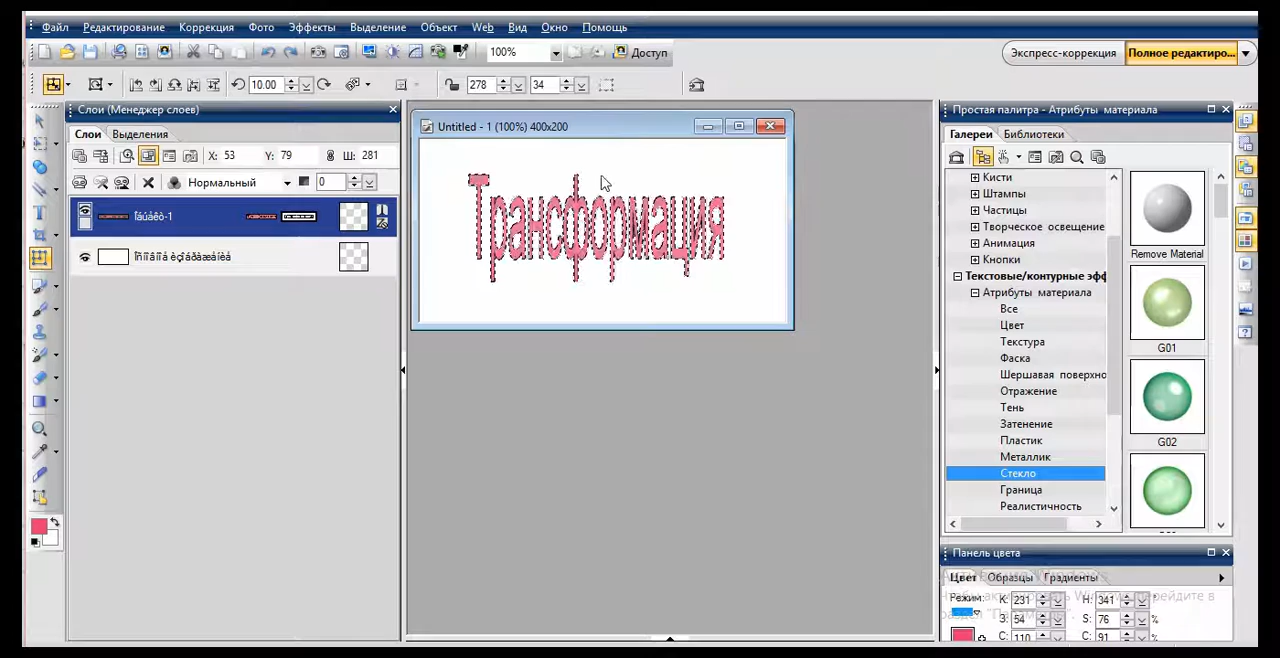 Файл Редактирование Коррекция Фото Эффекты Выделение Объект Web Вид Окно Помощь
100% Доступ Экспресс-коррекция Полное редактиро...
10.00 278 34
Слои (Менеджер слоев)
Слои Выделения
X: 53 Y: 79 Ш: 281
Нормальный 0
Îáúåêò-1
Untitled - 1 (100%) 400x200
Трансформация
Простая палитра - Атрибуты материала
Галереи Библиотеки
Кисти
Штампы
Частицы
Творческое освещение
Анимация
Кнопки
Текстовые/контурные эфф
Атрибуты материала
Все
Цвет
Текстура
Фаска
Шершавая поверхно
Отражение
Тень
Затенение
Пластик
Металлик
Стекло
Граница
Реалистичность
Remove Material
G01
G02
Панель цвета
Цвет Образцы Градиенты
Режим: К: 231 H: 341 °
З: 54 S: 76 %
С: 110 С: 91 %